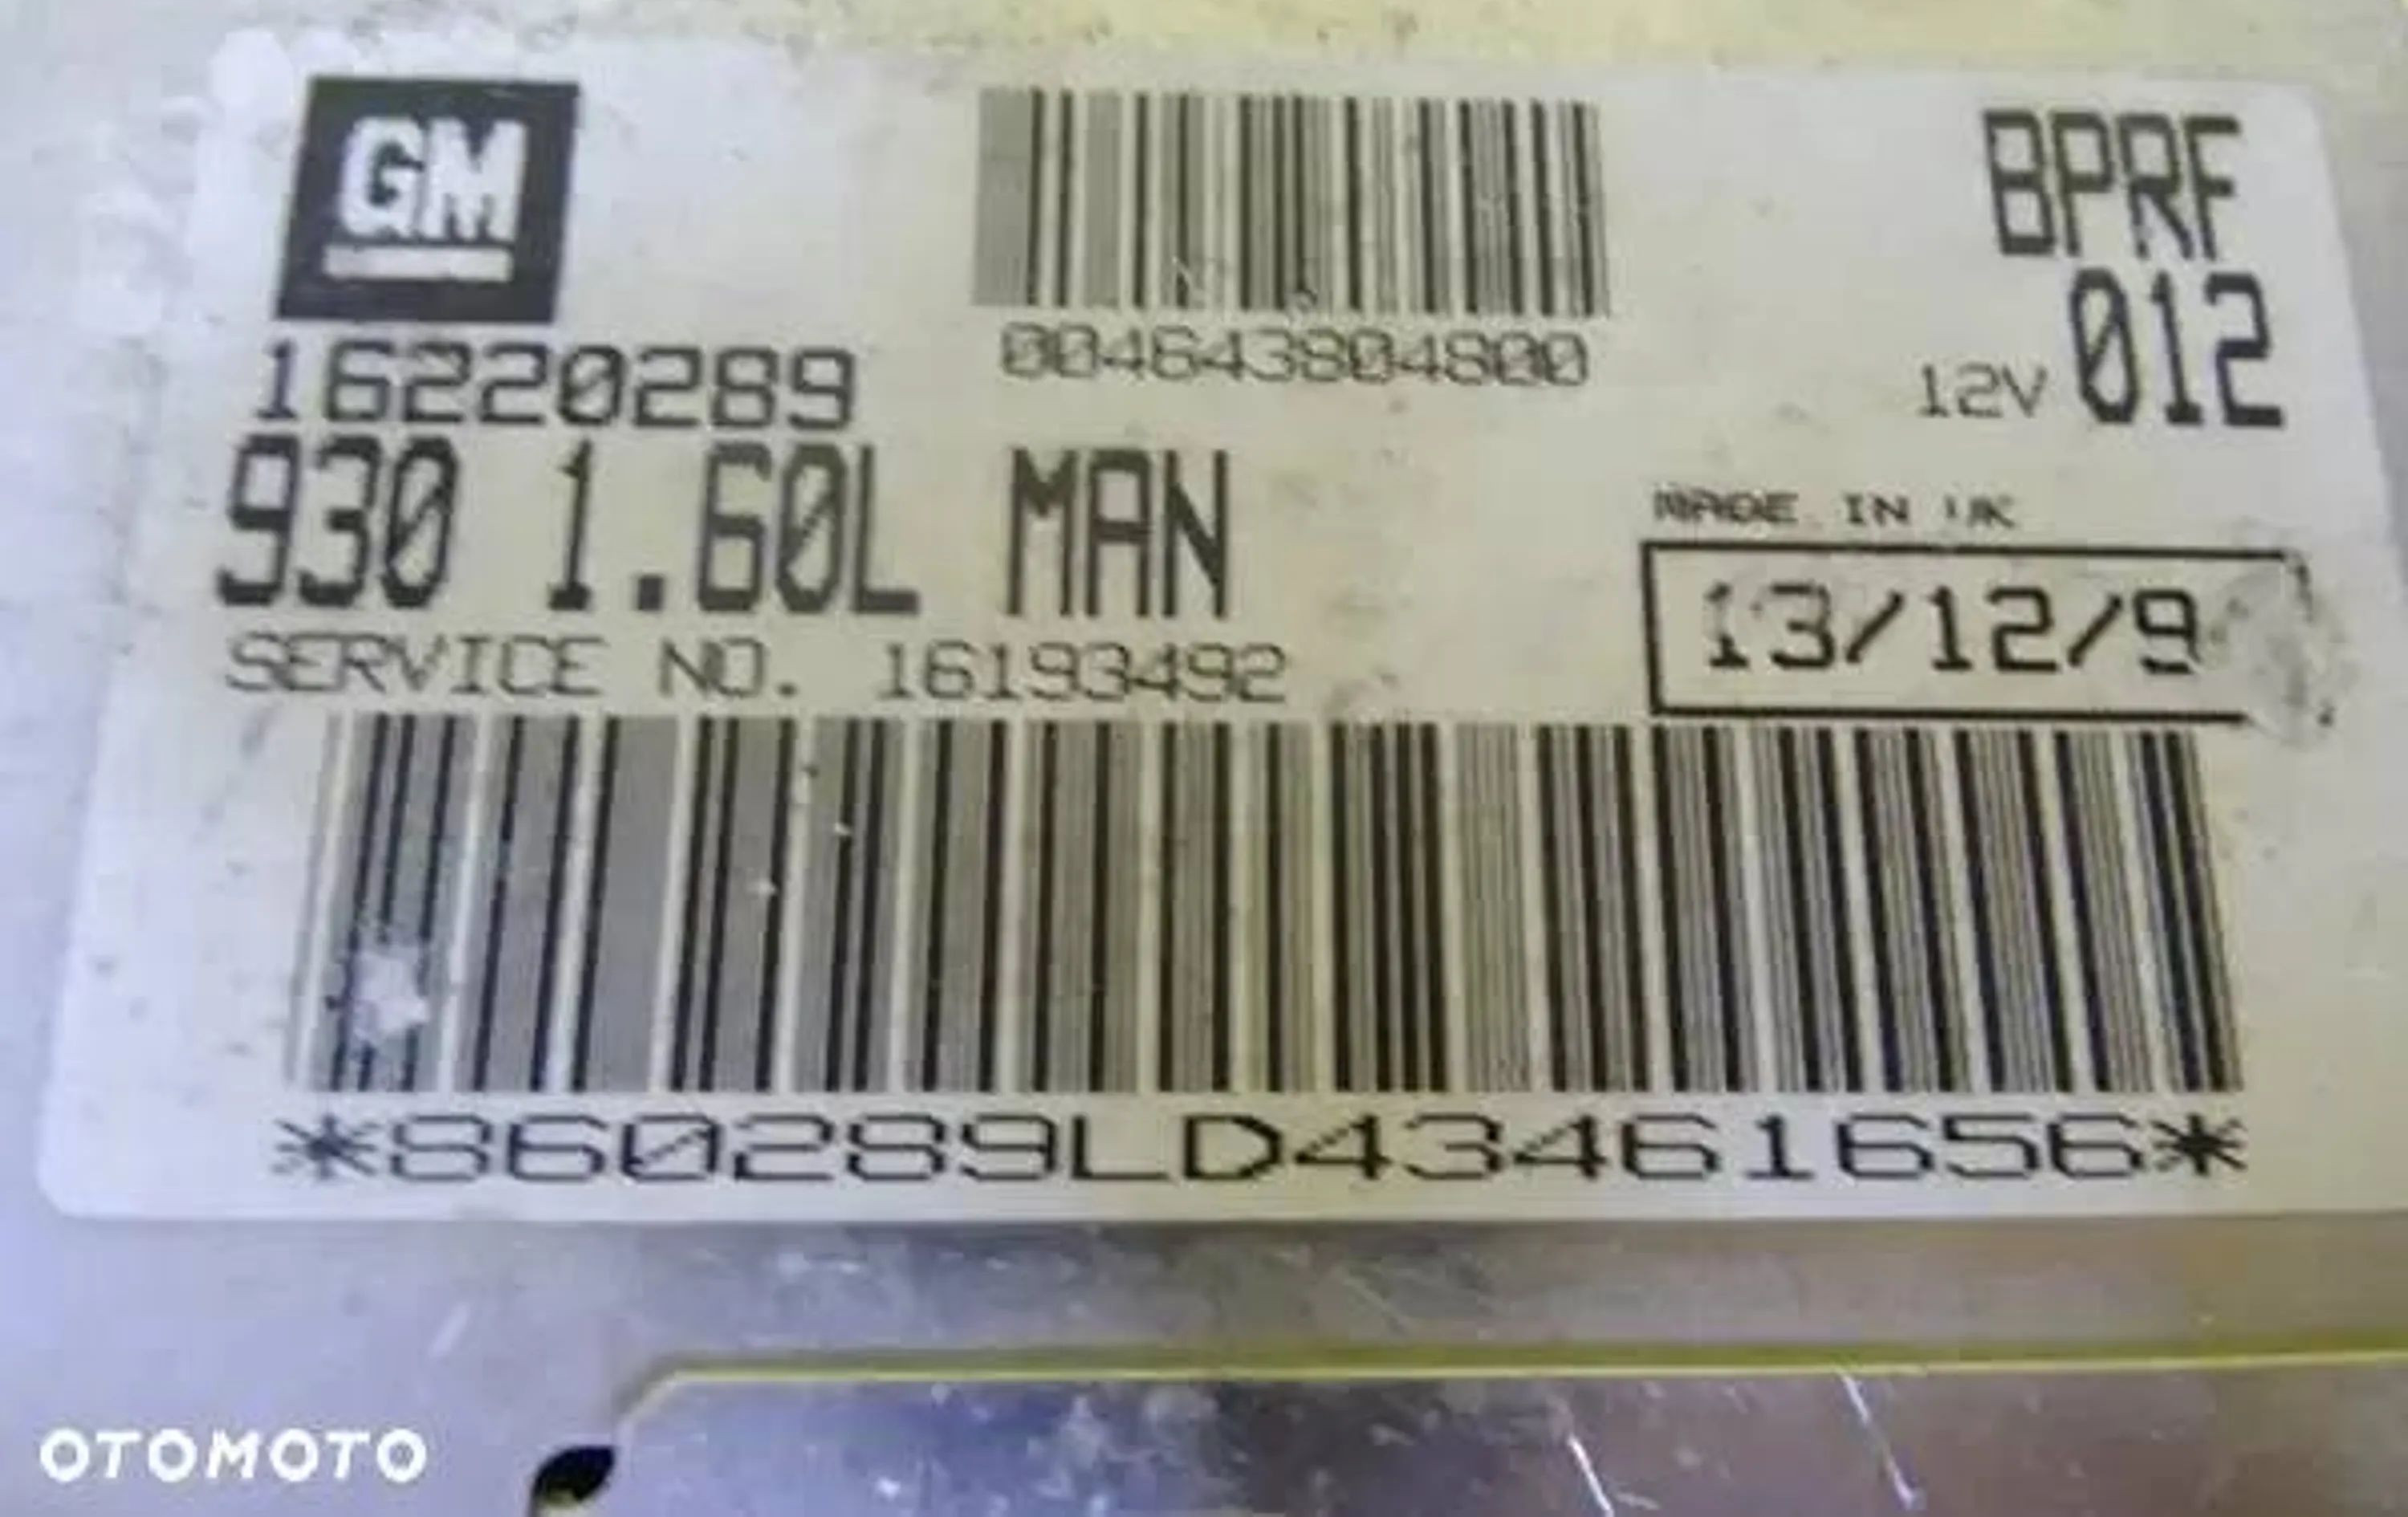 GM
16220289
004643804800
BPRF
12V 012
930 1.60L MAN
MADE IN UK
SERVICE NO. 16193492
13/12/9
*860289LD43461656*
OTOMOTO